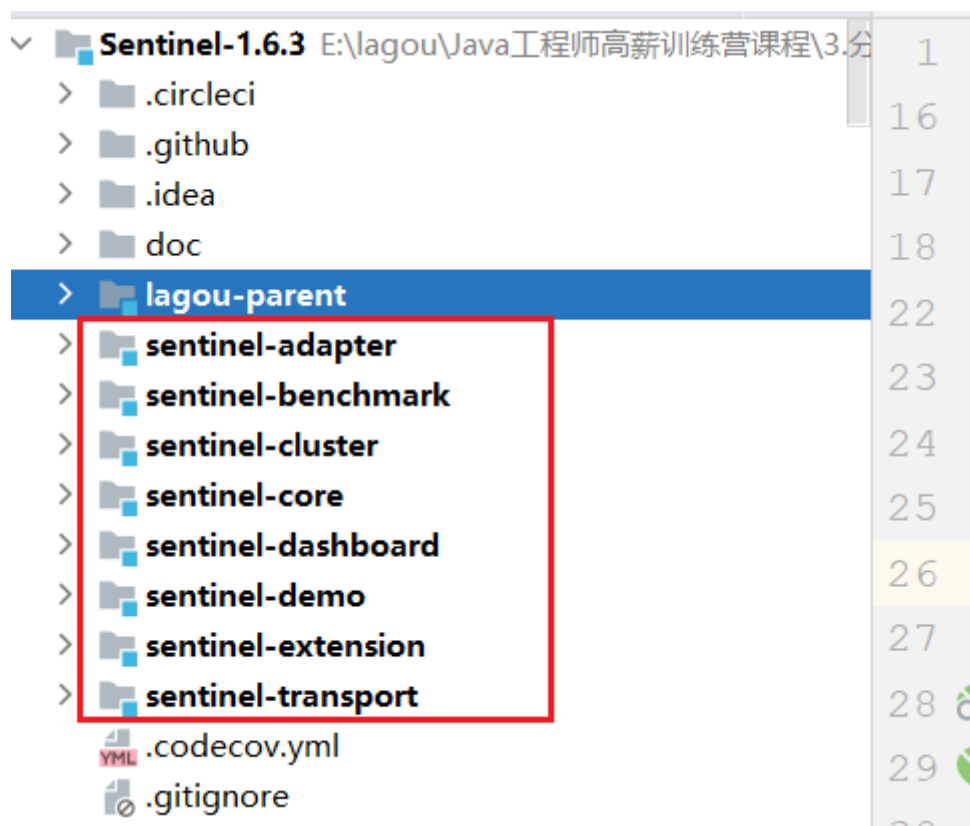 Sentinel-1.6.3 E:\lagou\Java工程师高薪训练营课程\3.分
.circleci
.github
.idea
doc
lagou-parent
sentinel-adapter
sentinel-benchmark
sentinel-cluster
sentinel-core
sentinel-dashboard
sentinel-demo
sentinel-extension
sentinel-transport
YML .codecov.yml
.gitignore
1
16
17
18
22
23
24
25
26
27
28
29